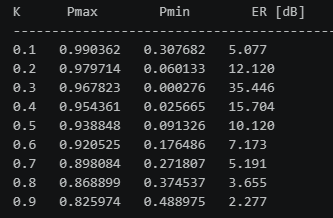 K Pmax Pmin ER [dB]
--------------------------------------------
0.1 0.990362 0.307682 5.077
0.2 0.979714 0.060133 12.120
0.3 0.967823 0.000276 35.446
0.4 0.954361 0.025665 15.704
0.5 0.938848 0.091326 10.120
0.6 0.920525 0.176486 7.173
0.7 0.898084 0.271807 5.191
0.8 0.868899 0.374537 3.655
0.9 0.825974 0.488975 2.277